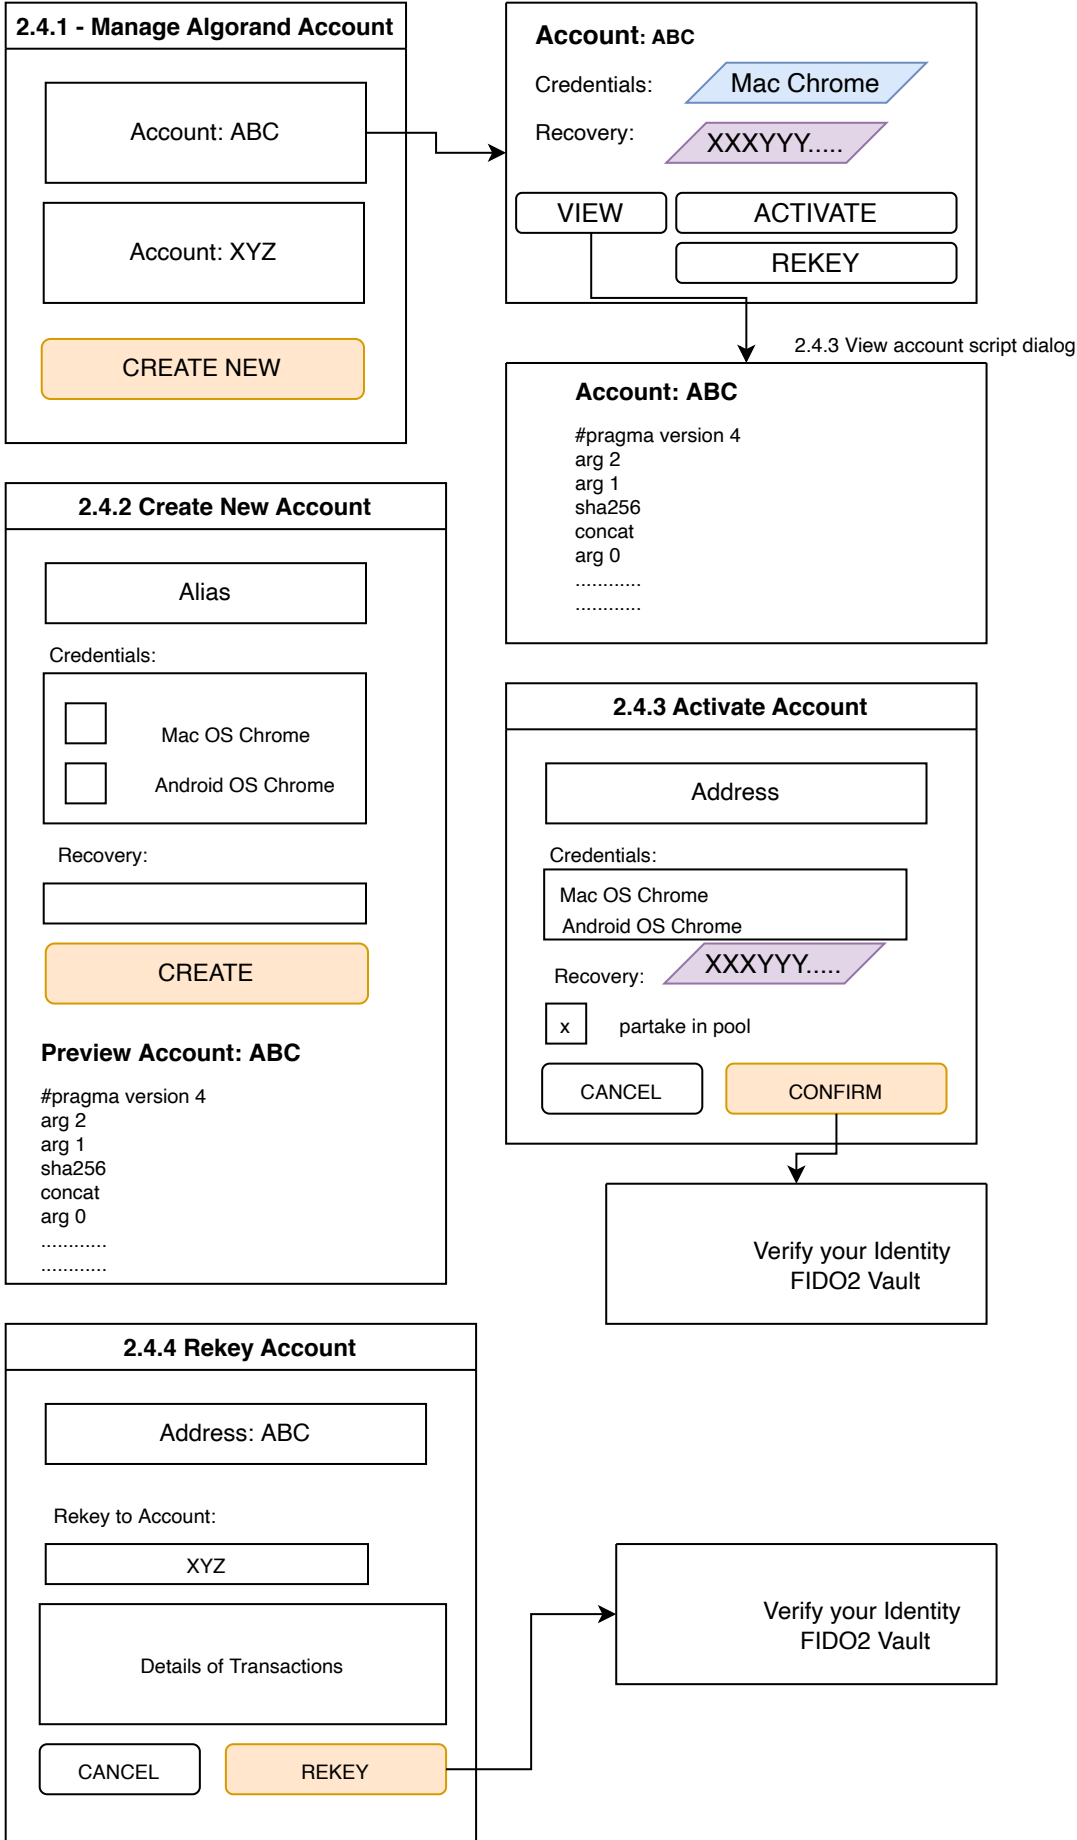 2.4.1 - Manage Algorand Account
Account: ABC
Account: XYZ
CREATE NEW
Account: ABC
Credentials:
Mac Chrome
Recovery:
XXXYYY.....
VIEW
ACTIVATE
REKEY
2.4.3 View account script dialog
Account: ABC
#pragma version 4
arg 2
arg 1
sha256
concat
arg 0
............
............
2.4.2 Create New Account
Alias
Credentials:
Mac OS Chrome
Android OS Chrome
Recovery:
CREATE
Preview Account: ABC
#pragma version 4
arg 2
arg 1
sha256
concat
arg 0
............
............
2.4.3 Activate Account
Address
Credentials:
Mac OS Chrome
Android OS Chrome
Recovery:
XXXYYY.....
x
partake in pool
CANCEL
CONFIRM
Verify your Identity
FIDO2 Vault
2.4.4 Rekey Account
Address: ABC
Rekey to Account:
XYZ
Details of Transactions
CANCEL
REKEY
Verify your Identity
FIDO2 Vault